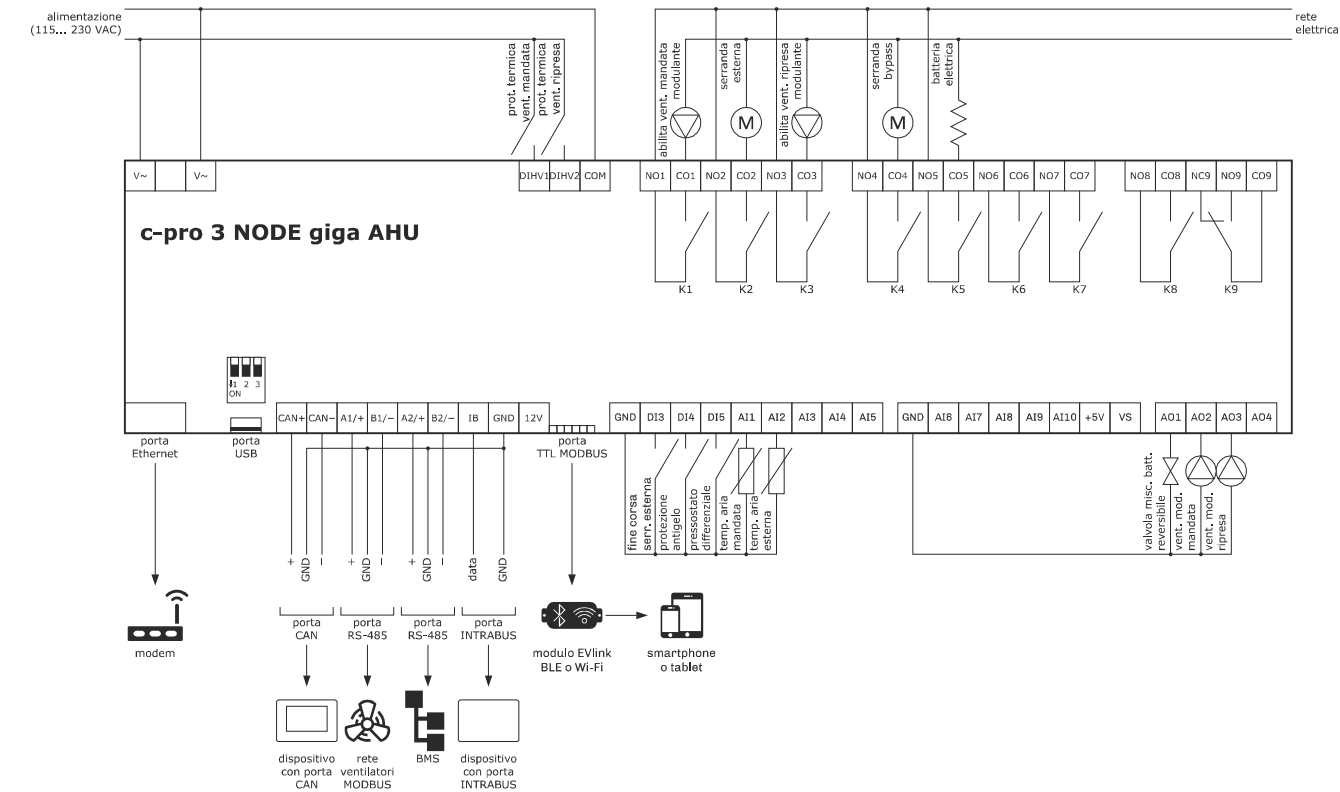 alimentazione
(115... 230 VAC)
rete
elettrica
prot. termica
vent. mandata
prot. termica
vent. ripresa
abilita vent. mandata
modulante
serranda
esterna
abilita vent. ripresa
modulante
serranda
bypass
batteria
elettrica
M
M
V~ V~ DIHV1 DIHV2 COM NO1 CO1 NO2 CO2 NO3 CO3 NO4 CO4 NO5 CO5 NO6 CO6 NO7 CO7 NO8 CO8 NC9 NO9 CO9
c-pro 3 NODE giga AHU
K1 K2 K3 K4 K5 K6 K7 K8 K9
1 2 3
ON
CAN+ CAN- A1/+ B1/- A2/+ B2/- IB GND 12V GND DI3 DI4 DI5 AI1 AI2 AI3 AI4 AI5 GND AI6 AI7 AI8 AI9 AI10 +5V VS AO1 AO2 AO3 AO4
porta
Ethernet
porta
USB
porta
TTL MODBUS
fine corsa
serr. esterna
protezione
antigelo
pressostato
differenziale
temp. aria
mandata
temp. aria
esterna
valvola misc. batt.
reversibile
vent. mod.
mandata
vent. mod.
ripresa
+ GND − + GND − + GND − data GND
porta
CAN
porta
RS-485
porta
RS-485
porta
INTRABUS
modem
modulo EVlink
BLE o Wi-Fi
smartphone
o tablet
dispositivo
con porta
CAN
rete
ventilatori
MODBUS
BMS
dispositivo
con porta
INTRABUS